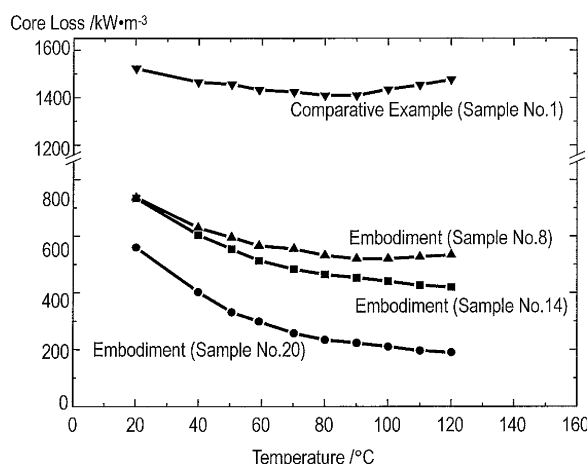 Core Loss /kW•m-3
1600
1400
Comparative Example (Sample No.1)
1200
800
Embodiment (Sample No.8)
600
400
Embodiment (Sample No.14)
Embodiment (Sample No.20)
200
0
0 20 40 60 80 100 120 140 160
Temperature /°C